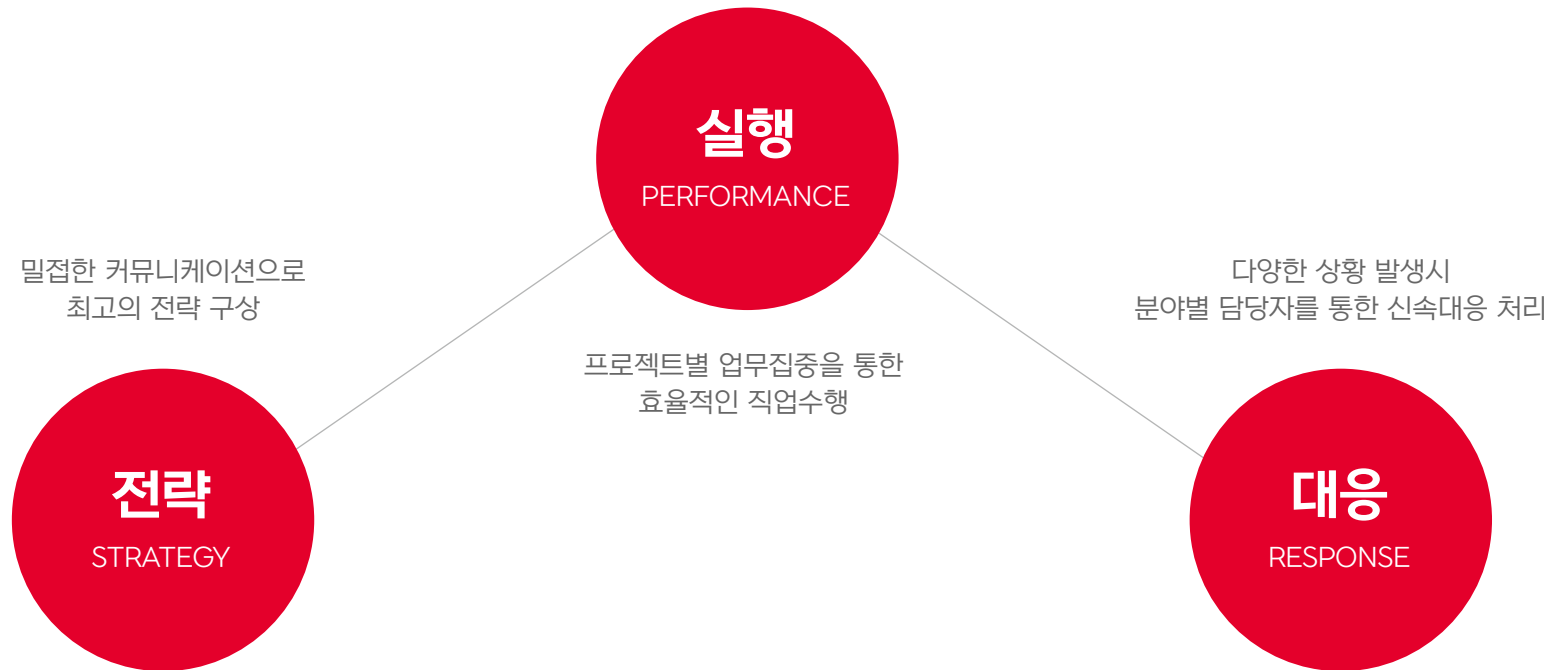 실행
PERFORMANCE
밀접한 커뮤니케이션으로
최고의 전략 구상
다양한 상황 발생시
분야별 담당자를 통한 신속대응 처리
프로젝트별 업무집중을 통한
효율적인 직업수행
전략
STRATEGY
대응
RESPONSE